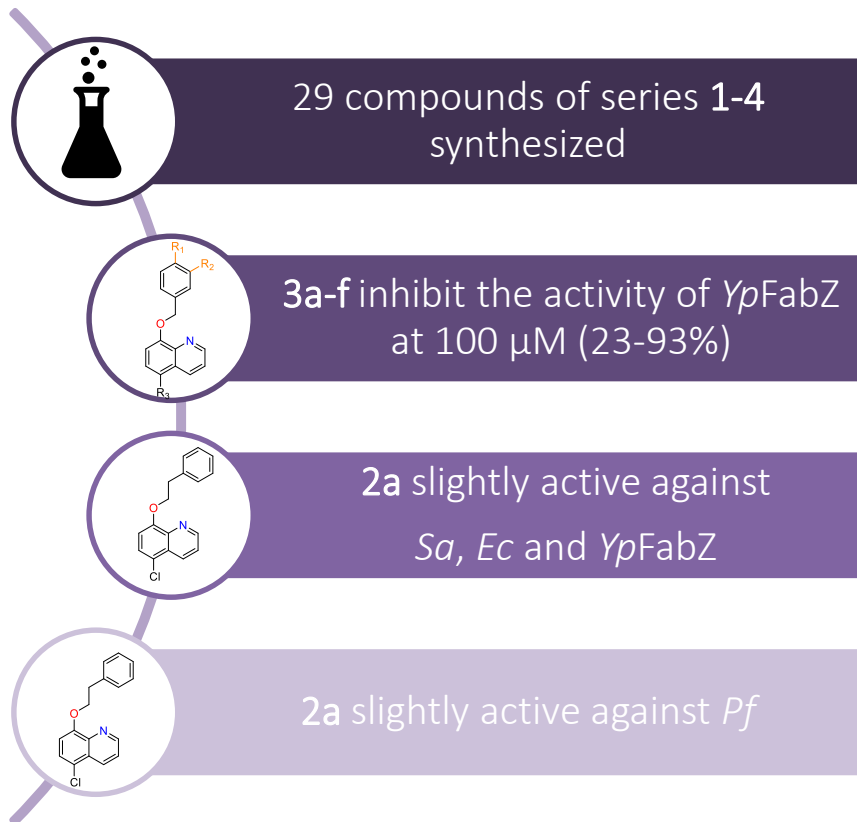 29 compounds of series 1-4
synthesized
R₁
R₂
O
N
R₃
3a-f inhibit the activity of YpFabZ
at 100 µM (23-93%)
O
N
Cl
2a slightly active against
Sa, Ec and YpFabZ
O
N
Cl
2a slightly active against Pf